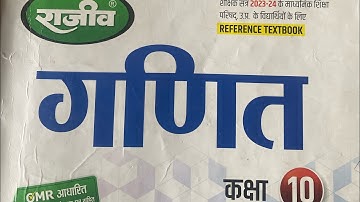 राजीव®
शैक्षिक सत्र 2023-24 के माध्यमिक शिक्षा
परिषद्, उ.प्र. के विद्यार्थियों के लिए
REFERENCE TEXTBOOK
गणित
OMR आधारित
कक्षा 10